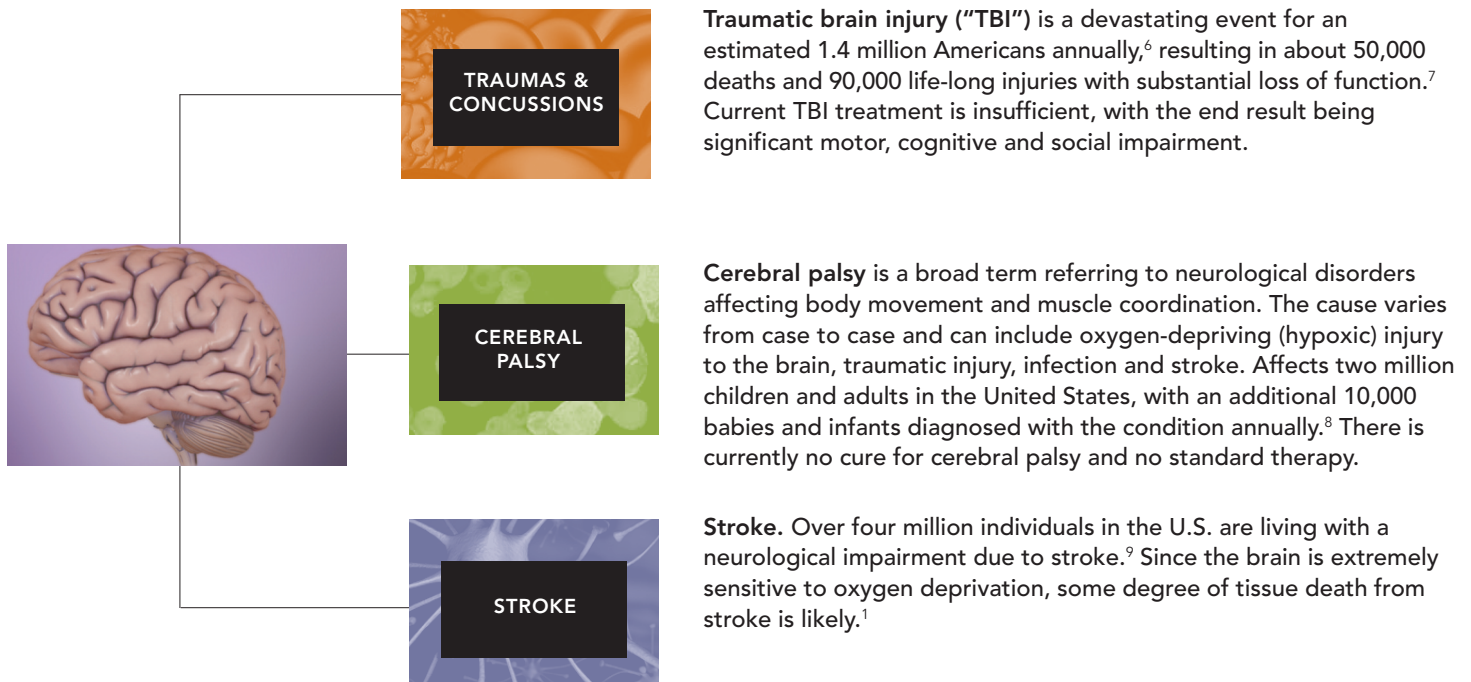 TRAUMAS &
CONCUSSIONS
Traumatic brain injury (“TBI”) is a devastating event for an
estimated 1.4 million Americans annually,⁶ resulting in about 50,000
deaths and 90,000 life-long injuries with substantial loss of function.⁷
Current TBI treatment is insufficient, with the end result being
significant motor, cognitive and social impairment.
CEREBRAL
PALSY
Cerebral palsy is a broad term referring to neurological disorders
affecting body movement and muscle coordination. The cause varies
from case to case and can include oxygen-depriving (hypoxic) injury
to the brain, traumatic injury, infection and stroke. Affects two million
children and adults in the United States, with an additional 10,000
babies and infants diagnosed with the condition annually.⁸ There is
currently no cure for cerebral palsy and no standard therapy.
STROKE
Stroke. Over four million individuals in the U.S. are living with a
neurological impairment due to stroke.⁹ Since the brain is extremely
sensitive to oxygen deprivation, some degree of tissue death from
stroke is likely.¹